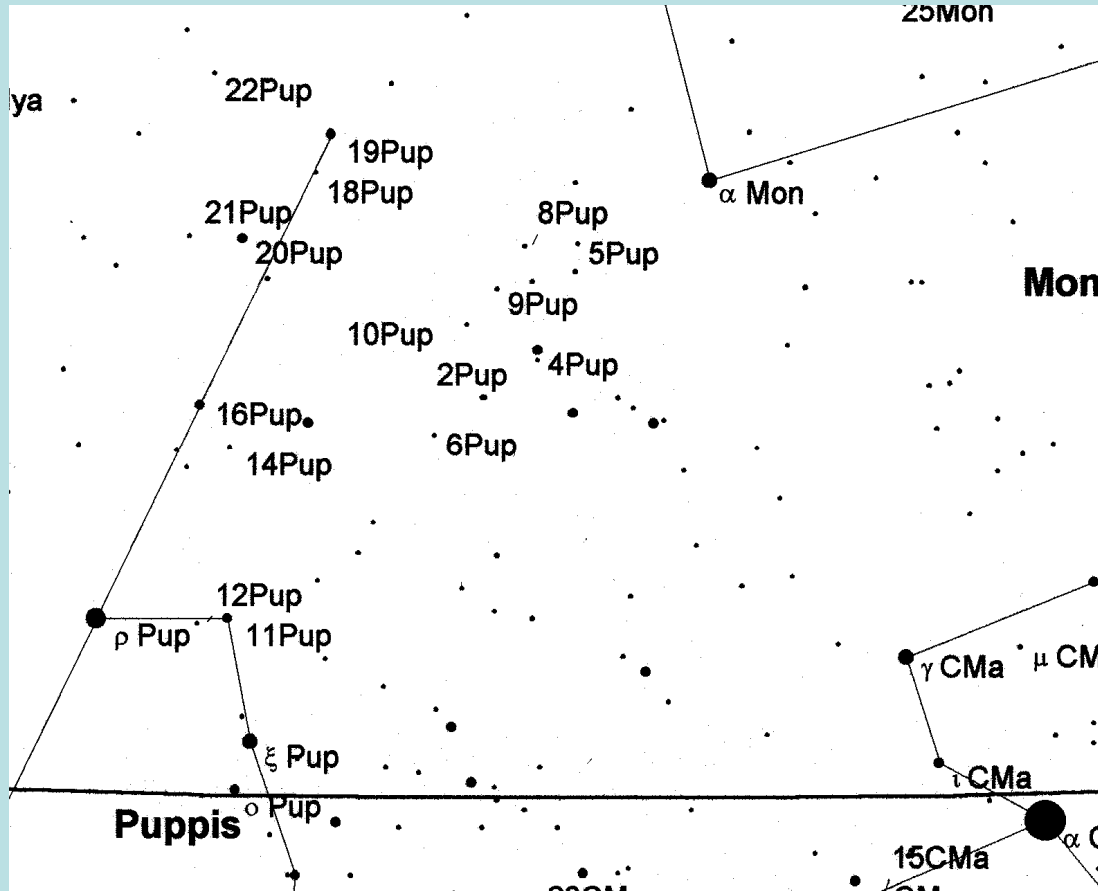 25Mon
22Pup
ya
19Pup
18Pup
α Mon
21Pup
8Pup
20Pup
5Pup
Mon
9Pup
10Pup
4Pup
2Pup
16Pup
6Pup
14Pup
12Pup
11Pup
ρ Pup
γ CMa
μ CM
ξ Pup
ι CMa
ο Pup
Puppis
α C
15CMa